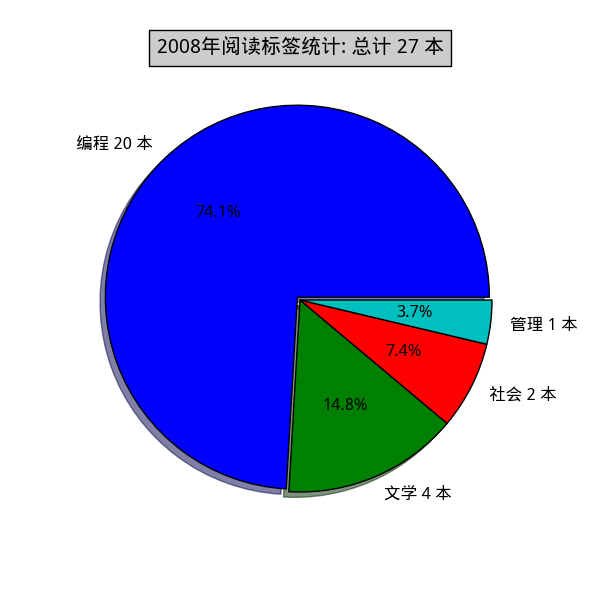 2008年阅读标签统计: 总计 27 本
编程 20 本
74.1%
3.7%
管理 1 本
7.4%
社会 2 本
14.8%
文学 4 本